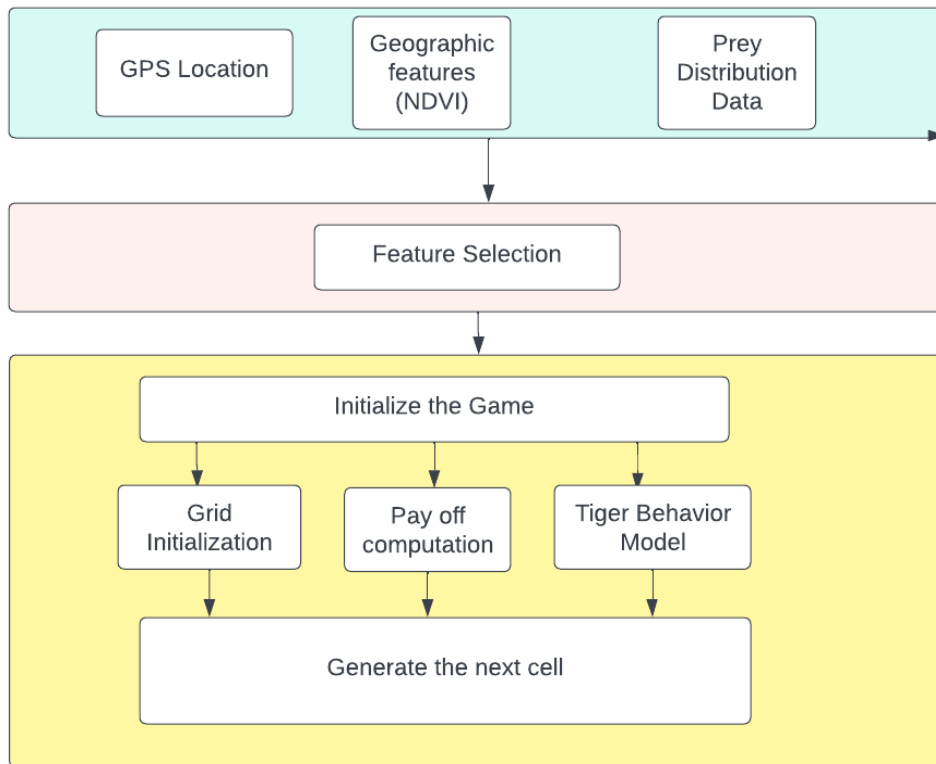 GPS Location
Geographic
features
(NDVI)
Prey
Distribution
Data
Feature Selection
Initialize the Game
Grid
Initialization
Pay off
computation
Tiger Behavior
Model
Generate the next cell